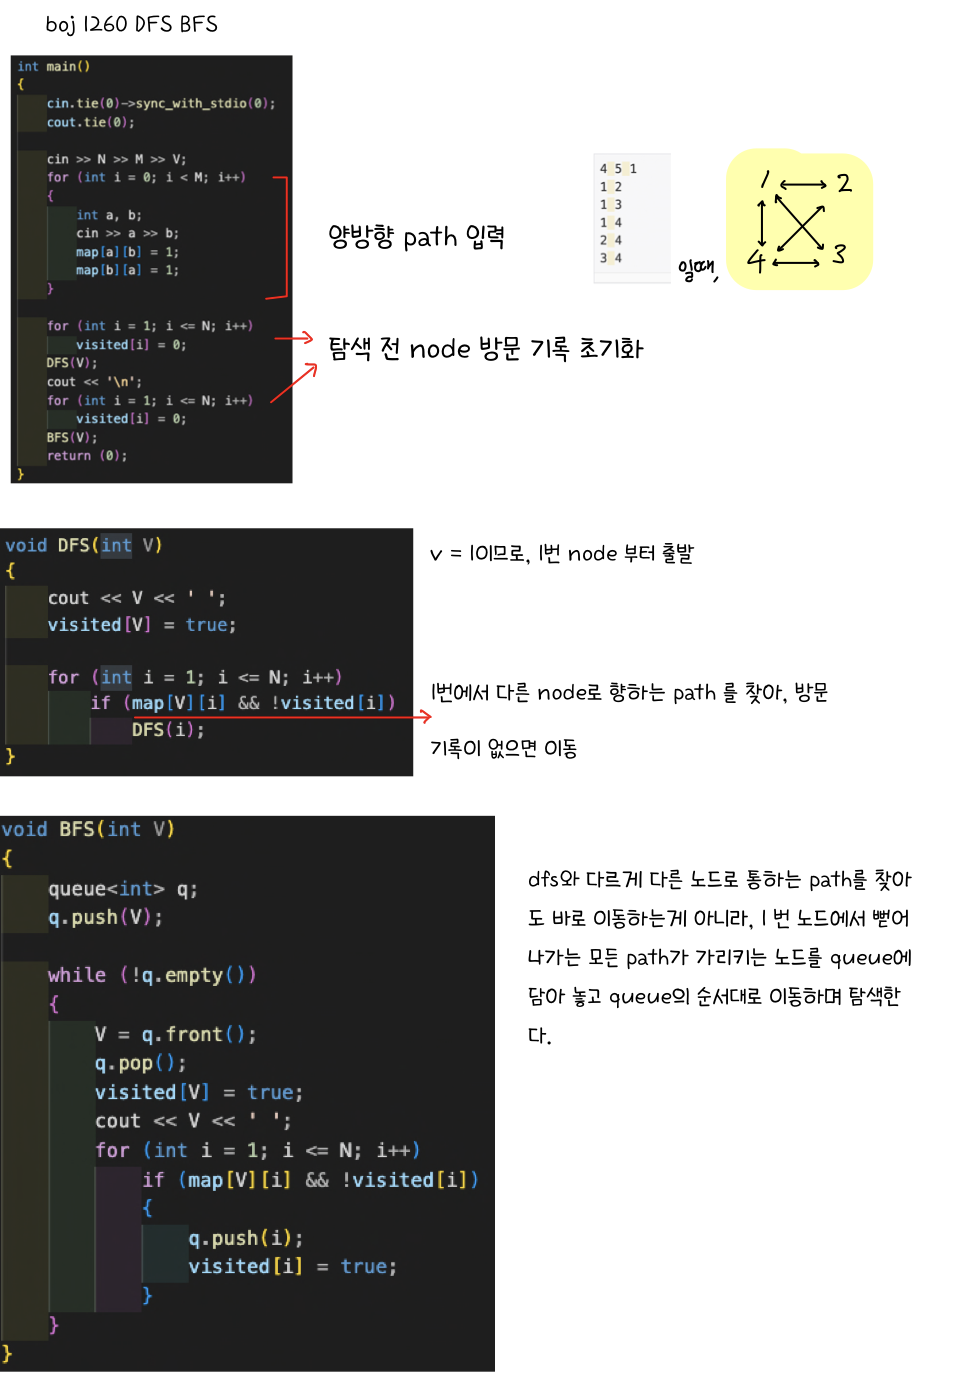 boj 1260 DFS BFS
int main()
{
cin.tie(0)->sync_with_stdio(0);
cout.tie(0);
cin >> N >> M >> V;
for (int i = 0; i < M; i++)
{
int a, b;
cin >> a >> b;
map[a][b] = 1;
map[b][a] = 1;
}
for (int i = 1; i <= N; i++)
visited[i] = 0;
DFS(V);
cout << '\n';
for (int i = 1; i <= N; i++)
visited[i] = 0;
BFS(V);
return (0);
}
양방향 path 입력
탐색 전 node 방문 기록 초기화
4 5 1
1 2
1 3
1 4
2 4
3 4
일때,
1 2
4 3
void DFS(int V)
{
cout << V << ' ';
visited[V] = true;
for (int i = 1; i <= N; i++)
if (map[V][i] && !visited[i])
DFS(i);
}
v = 1이므로, 1번 node 부터 출발
1번에서 다른 node로 향하는 path 를 찾아, 방문
기록이 없으면 이동
void BFS(int V)
{
queue<int> q;
q.push(V);
while (!q.empty())
{
V = q.front();
q.pop();
visited[V] = true;
cout << V << ' ';
for (int i = 1; i <= N; i++)
if (map[V][i] && !visited[i])
{
q.push(i);
visited[i] = true;
}
}
}
dfs와 다르게 다른 노드로 통하는 path를 찾아
도 바로 이동하는게 아니라, 1 번 노드에서 뻗어
나가는 모든 path가 가리키는 노드를 queue에
담아 놓고 queue의 순서대로 이동하며 탐색한
다.